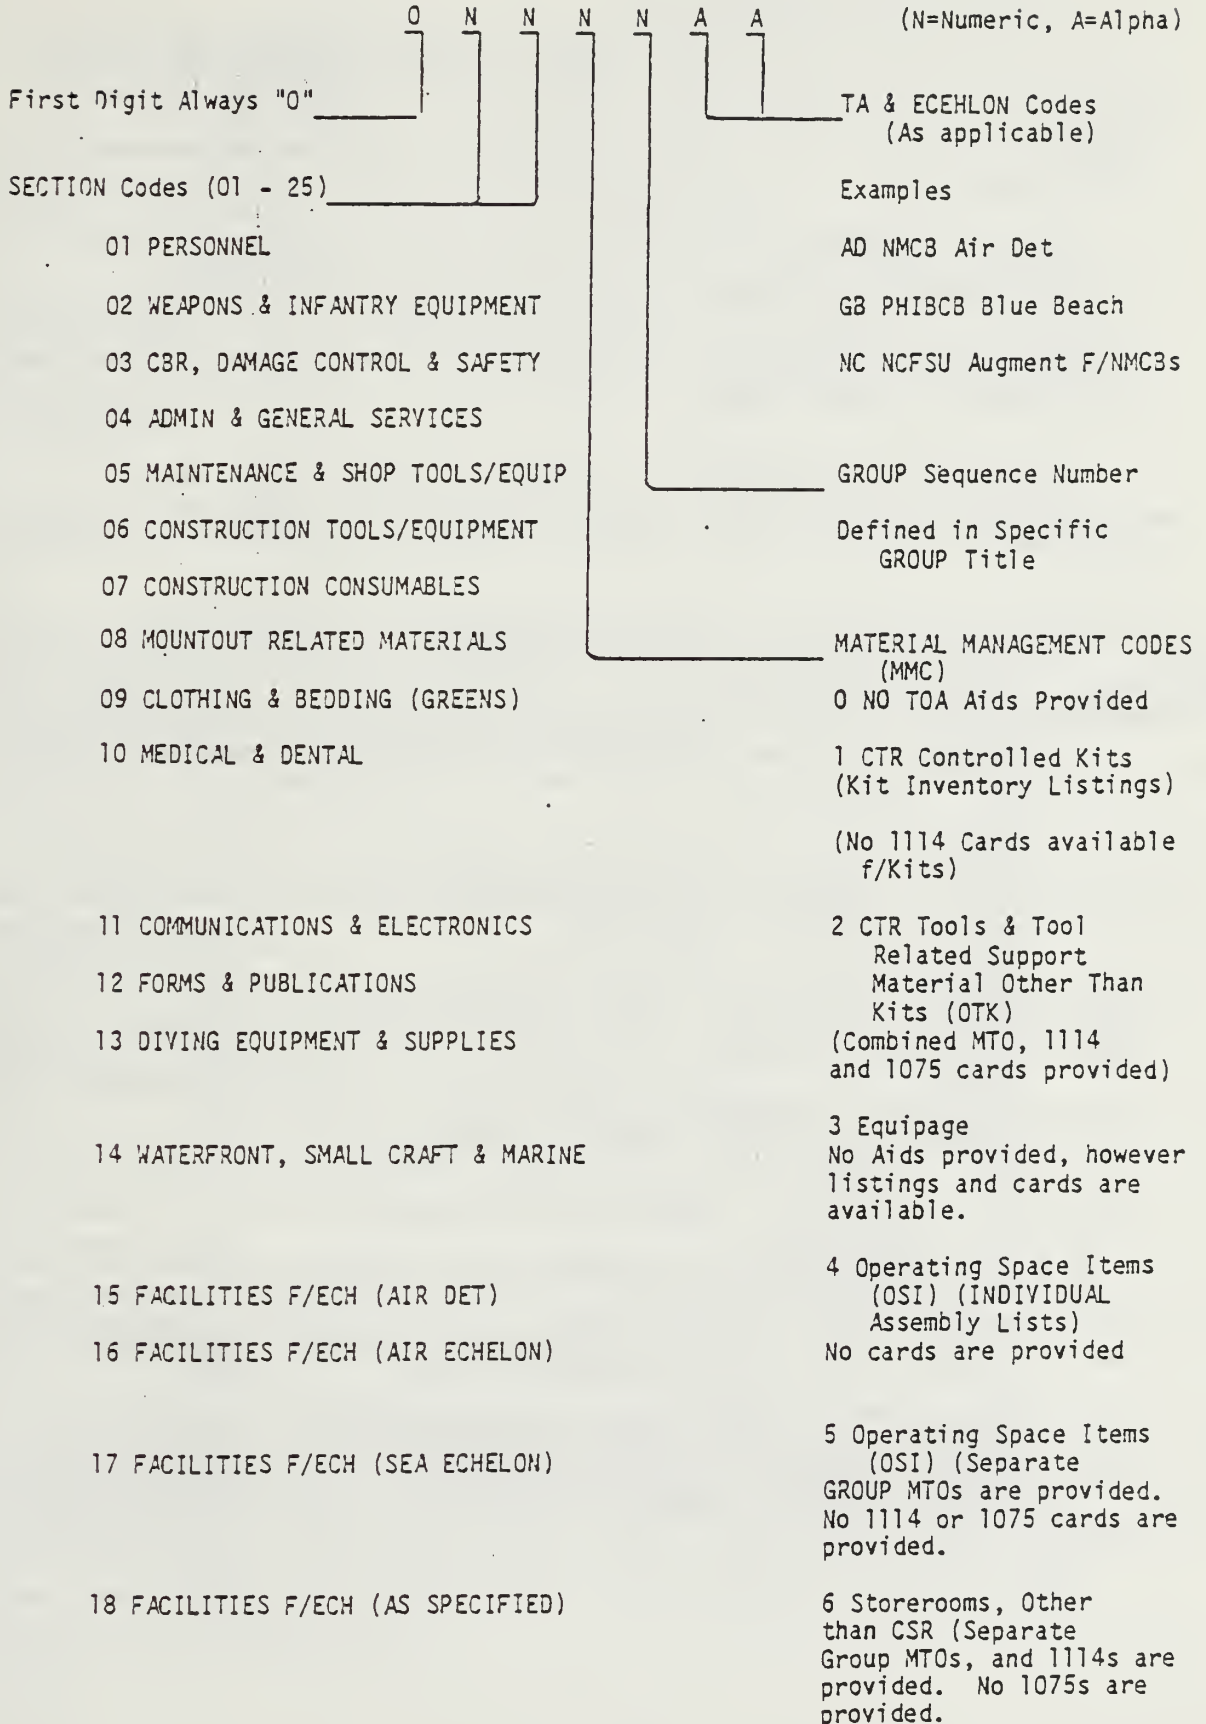 0 N N N N A A (N=Numeric, A=Alpha)
First Digit Always "0"
SECTION Codes (01 - 25)
01 PERSONNEL
02 WEAPONS & INFANTRY EQUIPMENT
03 CBR, DAMAGE CONTROL & SAFETY
04 ADMIN & GENERAL SERVICES
05 MAINTENANCE & SHOP TOOLS/EQUIP
06 CONSTRUCTION TOOLS/EQUIPMENT
07 CONSTRUCTION CONSUMABLES
08 MOUNTOUT RELATED MATERIALS
09 CLOTHING & BEDDING (GREENS)
10 MEDICAL & DENTAL
11 COMMUNICATIONS & ELECTRONICS
12 FORMS & PUBLICATIONS
13 DIVING EQUIPMENT & SUPPLIES
14 WATERFRONT, SMALL CRAFT & MARINE
15 FACILITIES F/ECH (AIR DET)
16 FACILITIES F/ECH (AIR ECHELON)
17 FACILITIES F/ECH (SEA ECHELON)
18 FACILITIES F/ECH (AS SPECIFIED)
TA & ECEHLON Codes
(As applicable)
Examples
AD NMCB Air Det
GB PHIBCB Blue Beach
NC NCFSU Augment F/NMCBs
GROUP Sequence Number
Defined in Specific
GROUP Title
MATERIAL MANAGEMENT CODES
(MMC)
0 NO TOA Aids Provided
1 CTR Controlled Kits
(Kit Inventory Listings)
(No 1114 Cards available
f/Kits)
2 CTR Tools & Tool
Related Support
Material Other Than
Kits (OTK)
(Combined MTO, 1114
and 1075 cards provided)
3 Equipage
No Aids provided, however
listings and cards are
available.
4 Operating Space Items
(OSI) (INDIVIDUAL
Assembly Lists)
No cards are provided
5 Operating Space Items
(OSI) (Separate
GROUP MTOs are provided.
No 1114 or 1075 cards are
provided.
6 Storerooms, Other
than CSR (Separate
Group MTOs, and 1114s are
provided. No 1075s are
provided.